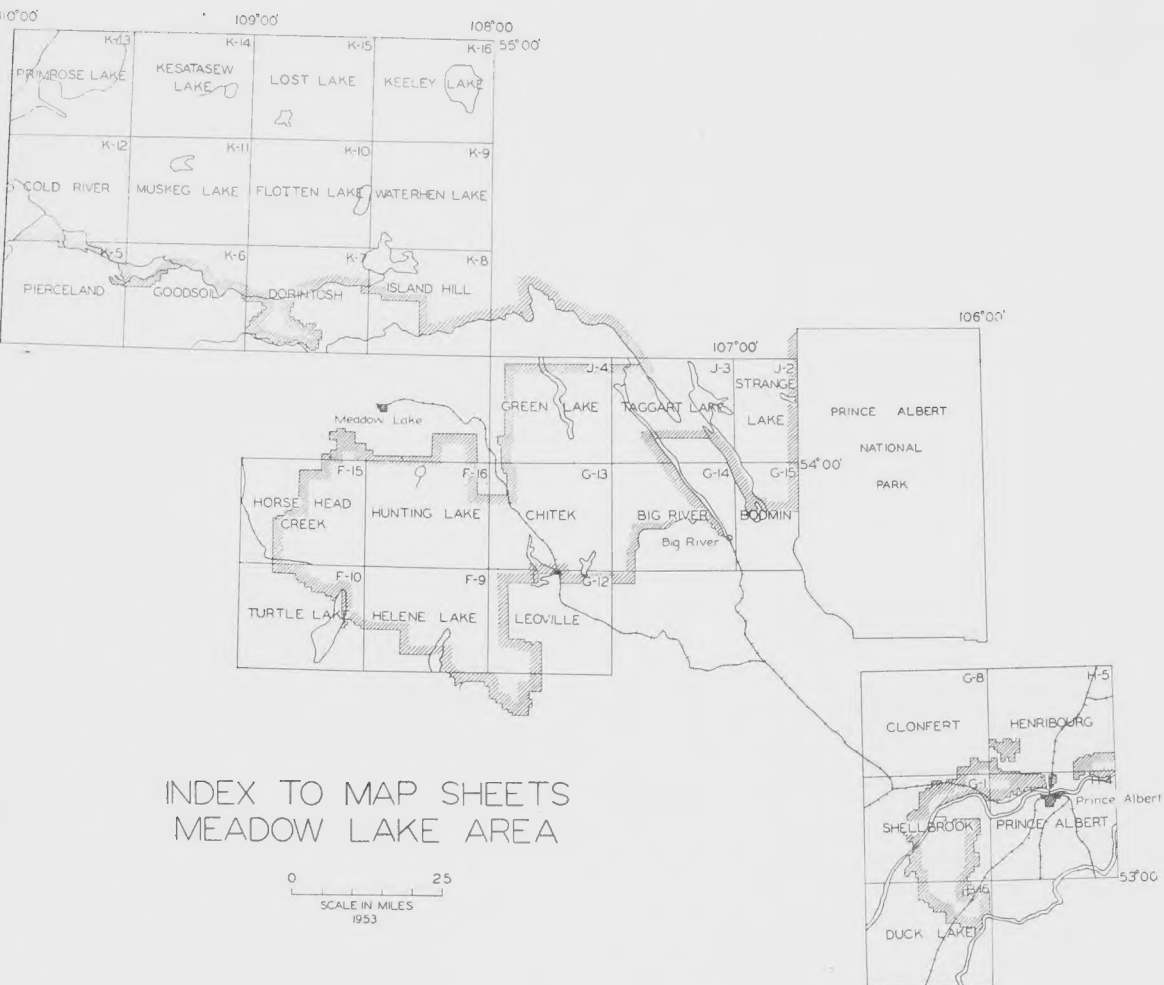 110°00'
109°00'
108°00
55°00'
K-13
K-14
K-15
K-16
PRIMROSE LAKE
KESATASEW
LAKE
LOST LAKE
KEELEY LAKE
K-12
K-11
K-10
K-9
COLD RIVER
MUSKEG LAKE
FLOTTEN LAKE
WATERHEN LAKE
K-5
K-6
K-7
K-8
PIERCELAND
GOODSOIL
DORINTOSH
ISLAND HILL
106°00'
107°00'
J-4
J-3
J-2
GREEN LAKE
TAGGART LAKE
STRANGE
LAKE
PRINCE ALBERT
NATIONAL
PARK
Meadow Lake
54°00'
F-15
F-16
G-13
G-14
G-15
HORSE HEAD
CREEK
HUNTING LAKE
CHITEK
BIG RIVER
BODMIN
Big River
F-10
F-9
G-12
TURTLE LAKE
HELENE LAKE
LEOVILLE
G-8
H-5
CLONFERT
HENRIBOURG
G-1
H-4
Prince Albert
SHELLBROOK
PRINCE ALBERT
53°00
B-16
DUCK LAKE
INDEX TO MAP SHEETS
MEADOW LAKE AREA
0 25
SCALE IN MILES
1953